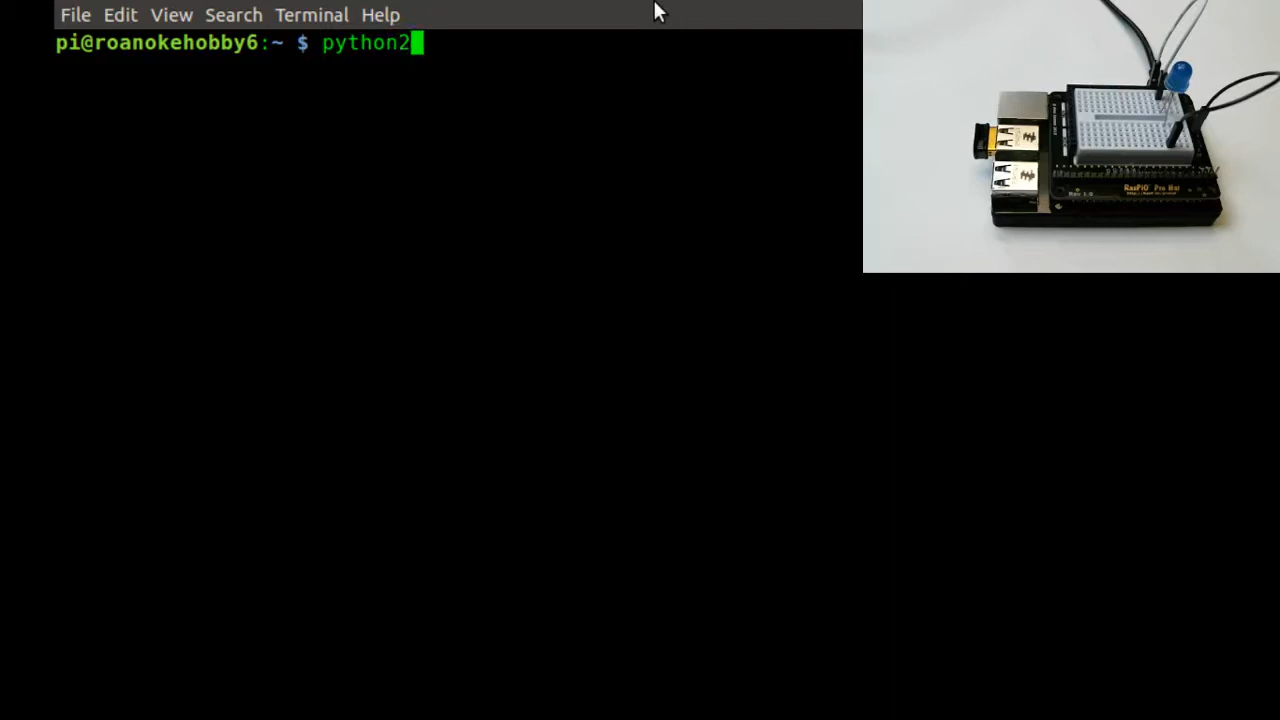 File Edit View Search Terminal Help
pi@roanokehobby6:~ $ python2
RasPiO Pro Hat